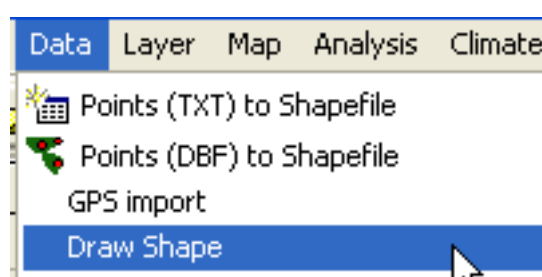 Data Layer Map Analysis Climate
Points (TXT) to Shapefile
Points (DBF) to Shapefile
GPS import
Draw Shape